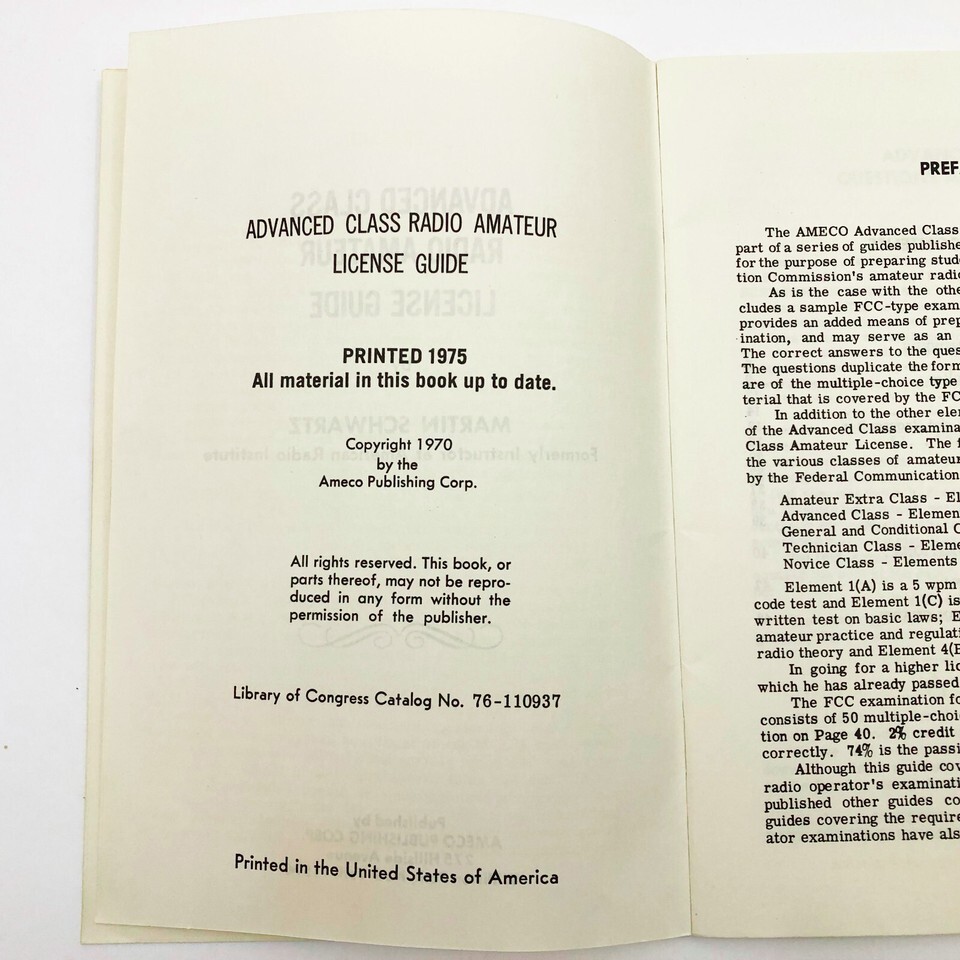 ADVANCED CLASS RADIO AMATEUR
LICENSE GUIDE
PRINTED 1975
All material in this book up to date.
Copyright 1970
by the
Ameco Publishing Corp.
All rights reserved. This book, or
parts thereof, may not be repro-
duced in any form without the
permission of the publisher.
Library of Congress Catalog No. 76-110937
Printed in the United States of America
PREF
The AMECO Advanced Class
part of a series of guides publishe
for the purpose of preparing stud
tion Commission's amateur radi
As is the case with the othe
cludes a sample FCC-type exam
provides an added means of prep
ination, and may serve as an
The correct answers to the ques
The questions duplicate the form
are of the multiple-choice type
terial that is covered by the FC
In addition to the other ele
of the Advanced Class examina
Class Amateur License. The f
the various classes of amateur
by the Federal Communication
Amateur Extra Class - El
Advanced Class - Elemen
General and Conditional C
Technician Class - Eleme
Novice Class - Elements
Element 1(A) is a 5 wpm
code test and Element 1(C) is
written test on basic laws; E
amateur practice and regulati
radio theory and Element 4(B
In going for a higher lic
which he has already passed
The FCC examination fo
consists of 50 multiple-choi
tion on Page 40. 2% credit
correctly. 74% is the passi
Although this guide cov
radio operator's examinati
published other guides co
guides covering the require
ator examinations have als